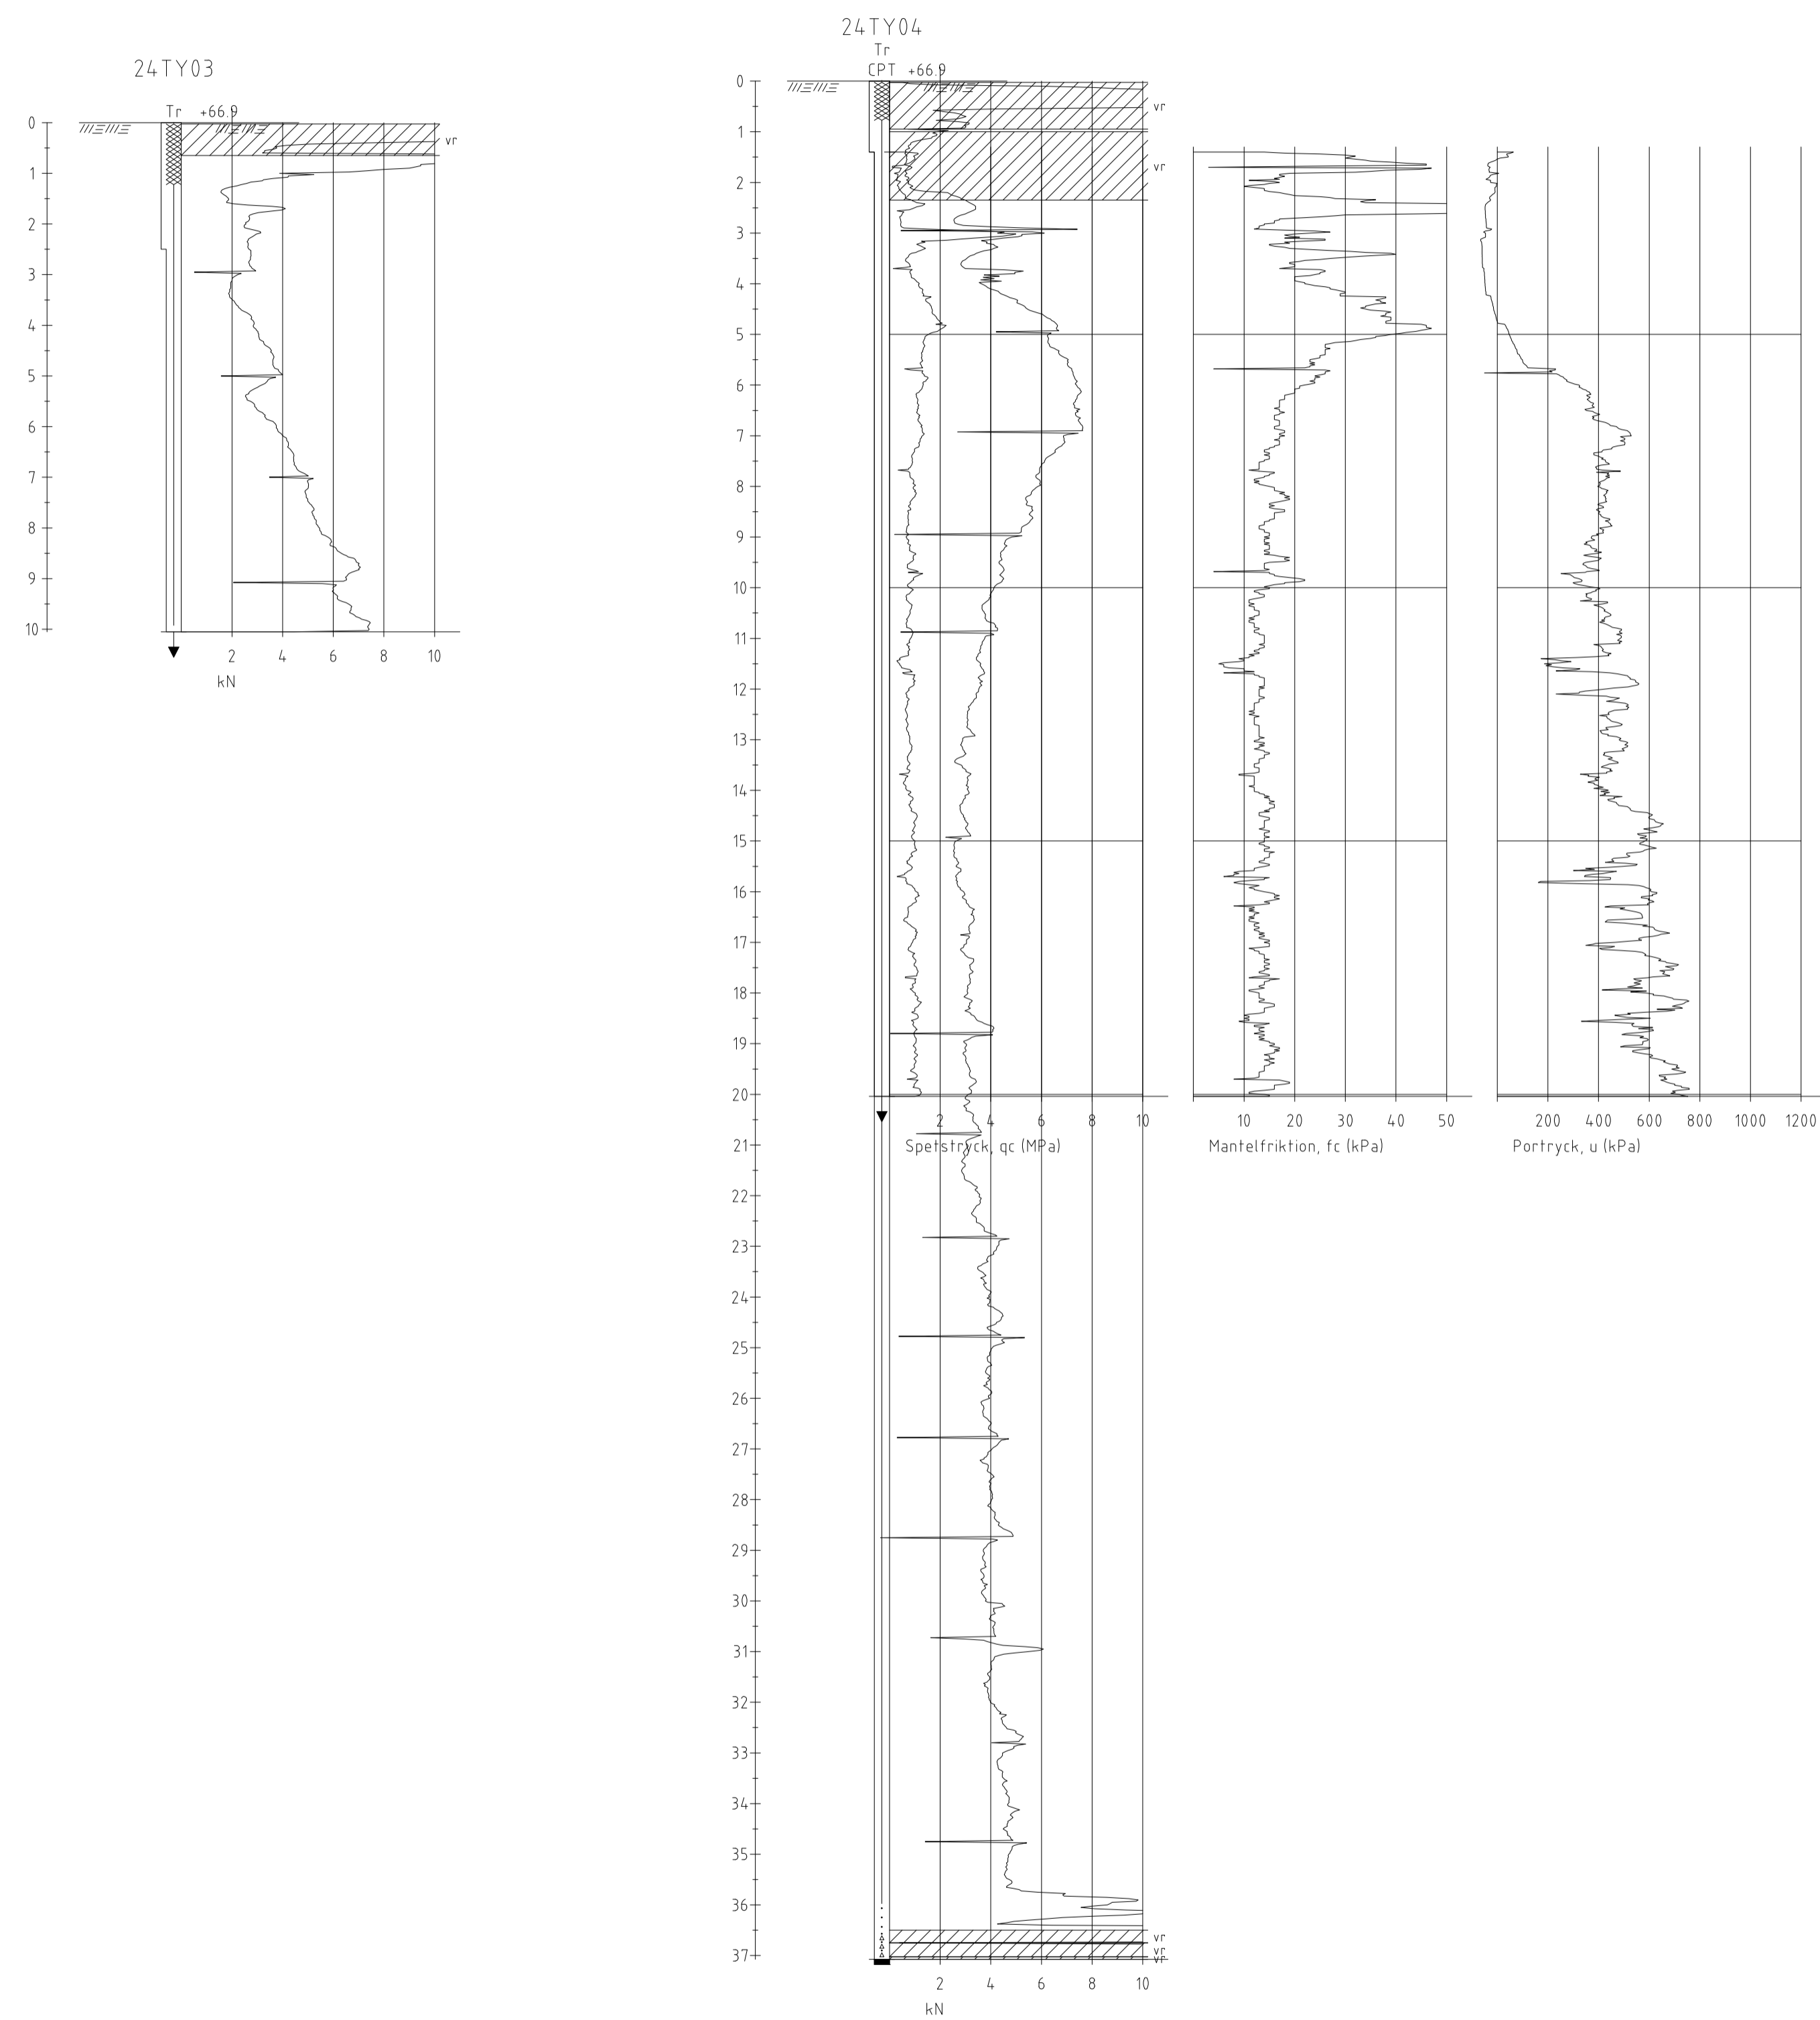 24TY03
Tr +66.9
vr
0
1
2
3
4
5
6
7
8
9
10
2 4 6 8 10
kN
24TY04
Tr
CPT +66.9
vr
vr
0
1
2
3
4
5
6
7
8
9
10
11
12
13
14
15
16
17
18
19
20
2 4 6 8 10
Spetstryck, qc (MPa)
10 20 30 40 50
Mantelfriktion, fc (kPa)
200 400 600 800 1000 1200
Portryck, u (kPa)
21
22
23
24
25
26
27
28
29
30
31
32
33
34
35
36
37
vr
vr
vr
2 4 6 8 10
kN